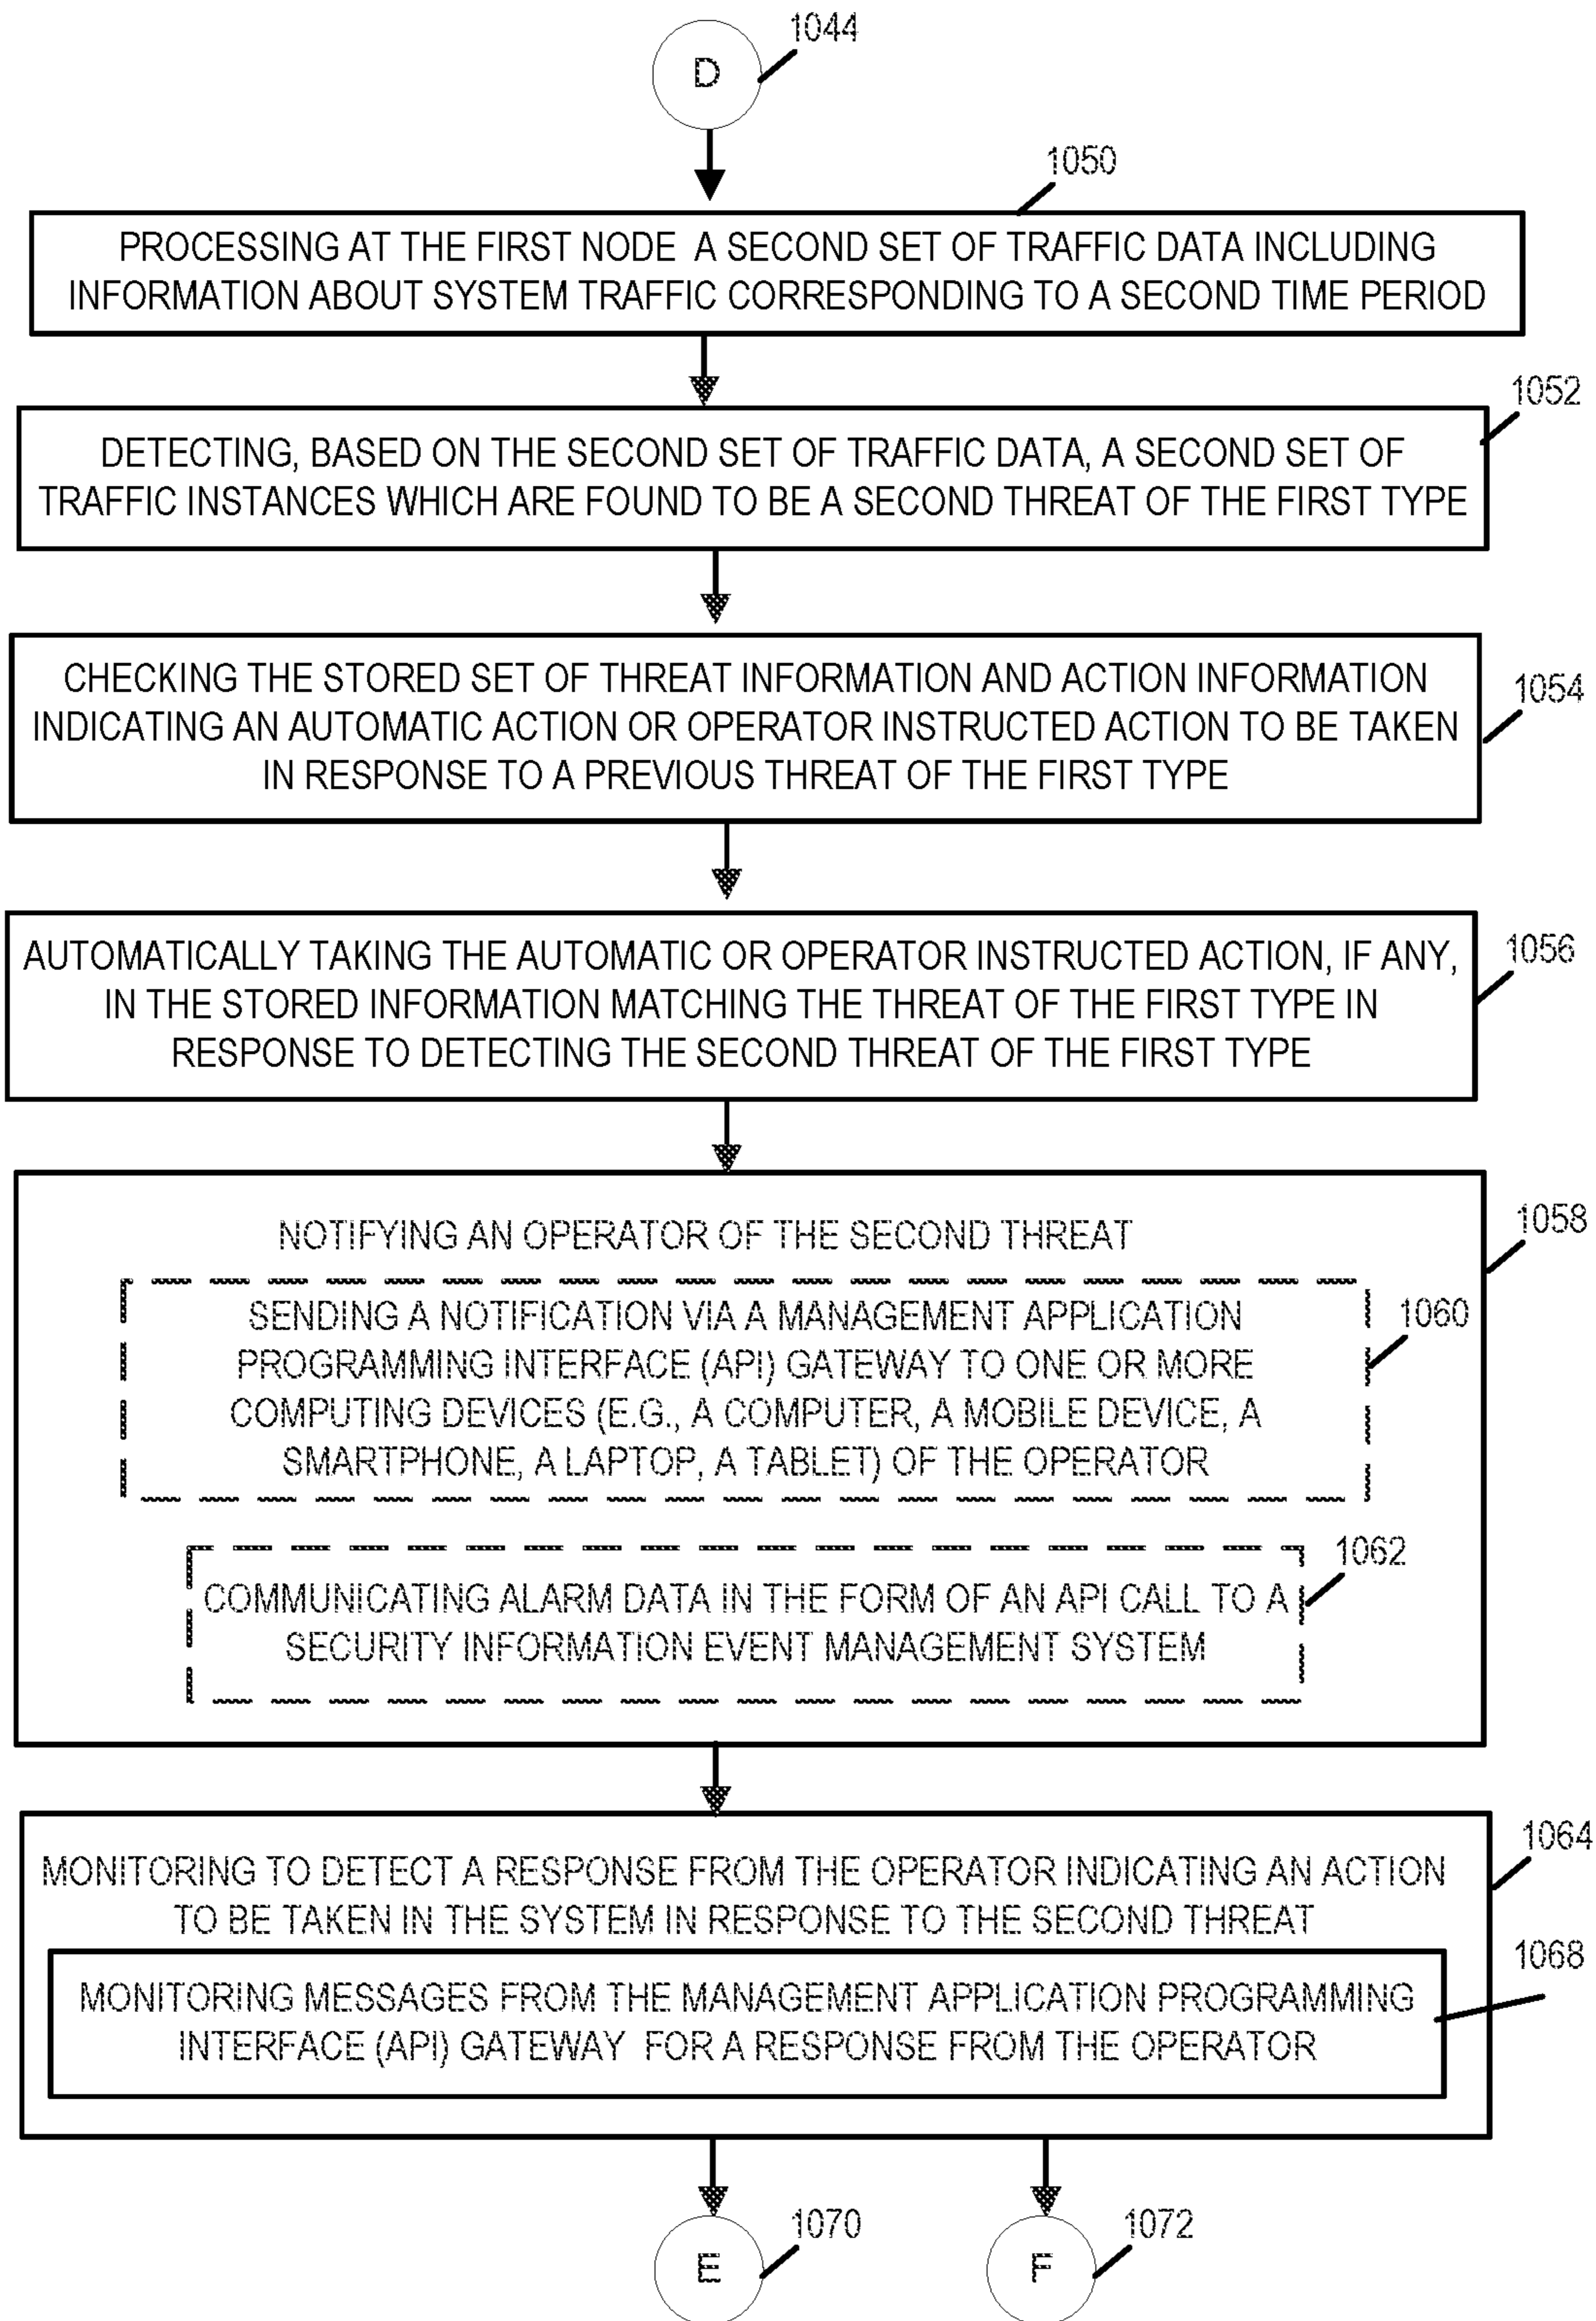 1044
D
1050
PROCESSING AT THE FIRST NODE A SECOND SET OF TRAFFIC DATA INCLUDING
INFORMATION ABOUT SYSTEM TRAFFIC CORRESPONDING TO A SECOND TIME PERIOD
1052
DETECTING, BASED ON THE SECOND SET OF TRAFFIC DATA, A SECOND SET OF
TRAFFIC INSTANCES WHICH ARE FOUND TO BE A SECOND THREAT OF THE FIRST TYPE
CHECKING THE STORED SET OF THREAT INFORMATION AND ACTION INFORMATION
1054
INDICATING AN AUTOMATIC ACTION OR OPERATOR INSTRUCTED ACTION TO BE TAKEN
IN RESPONSE TO A PREVIOUS THREAT OF THE FIRST TYPE
AUTOMATICALLY TAKING THE AUTOMATIC OR OPERATOR INSTRUCTED ACTION, IF ANY,
1056
IN THE STORED INFORMATION MATCHING THE THREAT OF THE FIRST TYPE IN
RESPONSE TO DETECTING THE SECOND THREAT OF THE FIRST TYPE
1058
NOTIFYING AN OPERATOR OF THE SECOND THREAT
SENDING A NOTIFICATION VIA A MANAGEMENT APPLICATION
1060
PROGRAMMING INTERFACE (API) GATEWAY TO ONE OR MORE
COMPUTING DEVICES (E.G., A COMPUTER, A MOBILE DEVICE, A
SMARTPHONE, A LAPTOP, A TABLET) OF THE OPERATOR
1062
COMMUNICATING ALARM DATA IN THE FORM OF AN API CALL TO A
SECURITY INFORMATION EVENT MANAGEMENT SYSTEM
1064
MONITORING TO DETECT A RESPONSE FROM THE OPERATOR INDICATING AN ACTION
TO BE TAKEN IN THE SYSTEM IN RESPONSE TO THE SECOND THREAT
1068
MONITORING MESSAGES FROM THE MANAGEMENT APPLICATION PROGRAMMING
INTERFACE (API) GATEWAY FOR A RESPONSE FROM THE OPERATOR
1070
E
1072
F